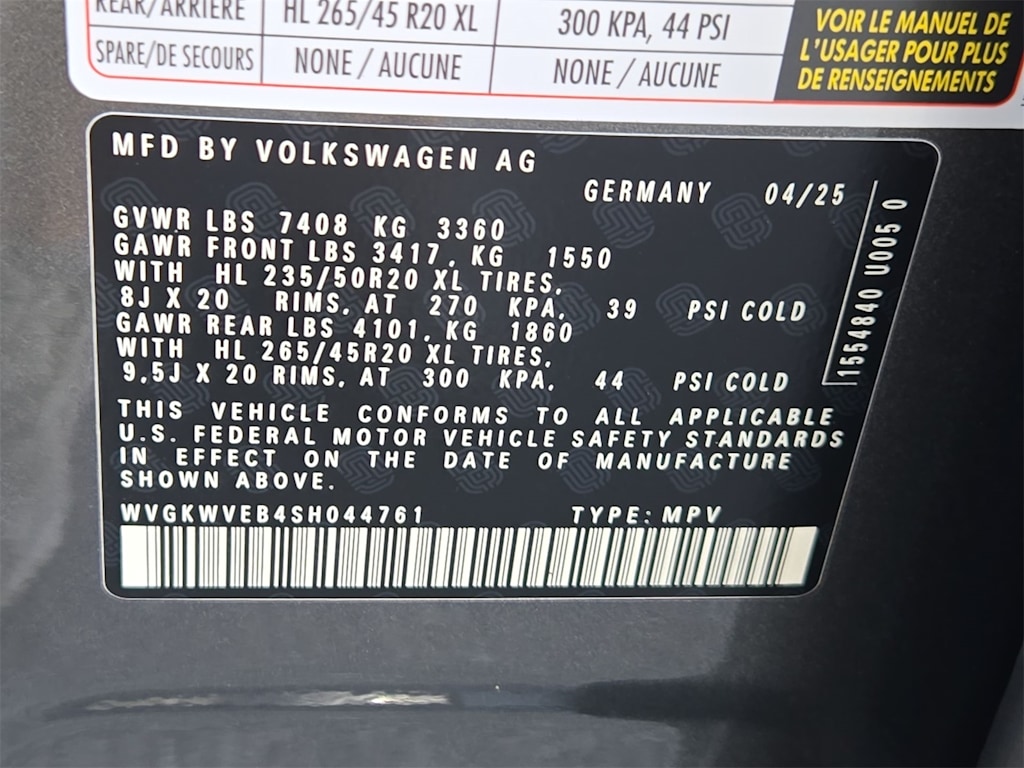 REAR/ARRIÈRE HL 265/45 R20 XL 300 KPA, 44 PSI
SPARE/DE SECOURS NONE / AUCUNE NONE / AUCUNE
VOIR LE MANUEL DE
L'USAGER POUR PLUS
DE RENSEIGNEMENTS
MFD BY VOLKSWAGEN AG
GERMANY 04/25
GVWR LBS 7408 KG 3360
GAWR FRONT LBS 3417, KG 1550
WITH HL 235/50R20 XL TIRES,
8J X 20 RIMS, AT 270 KPA, 39 PSI COLD
GAWR REAR LBS 4101, KG 1860
WITH HL 265/45R20 XL TIRES,
9,5J X 20 RIMS, AT 300 KPA, 44 PSI COLD
1554840 U005 0
THIS VEHICLE CONFORMS TO ALL APPLICABLE
U.S. FEDERAL MOTOR VEHICLE SAFETY STANDARDS
IN EFFECT ON THE DATE OF MANUFACTURE
SHOWN ABOVE.
WVGKWVEB4SH044761 TYPE: MPV